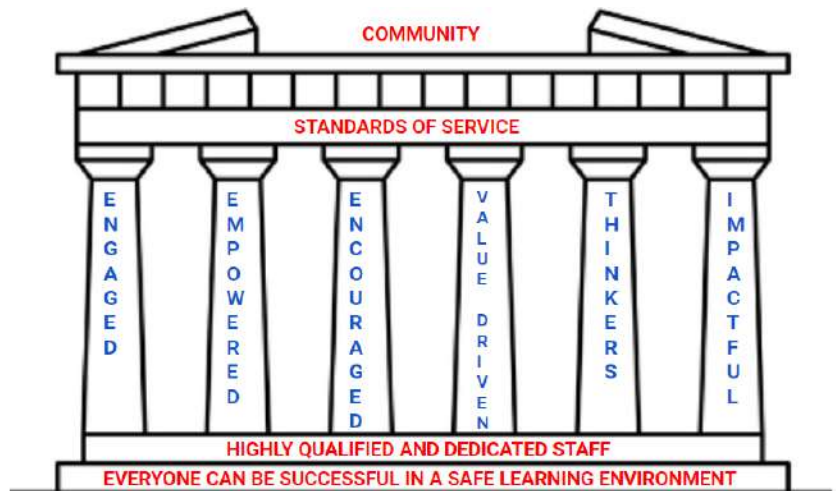 COMMUNITY
STANDARDS OF SERVICE
ENGAGED
EMPOWERED
ENCOURAGED
VALUE DRIVEN
THINKERS
IMPACTFUL
HIGHLY QUALIFIED AND DEDICATED STAFF
EVERYONE CAN BE SUCCESSFUL IN A SAFE LEARNING ENVIRONMENT